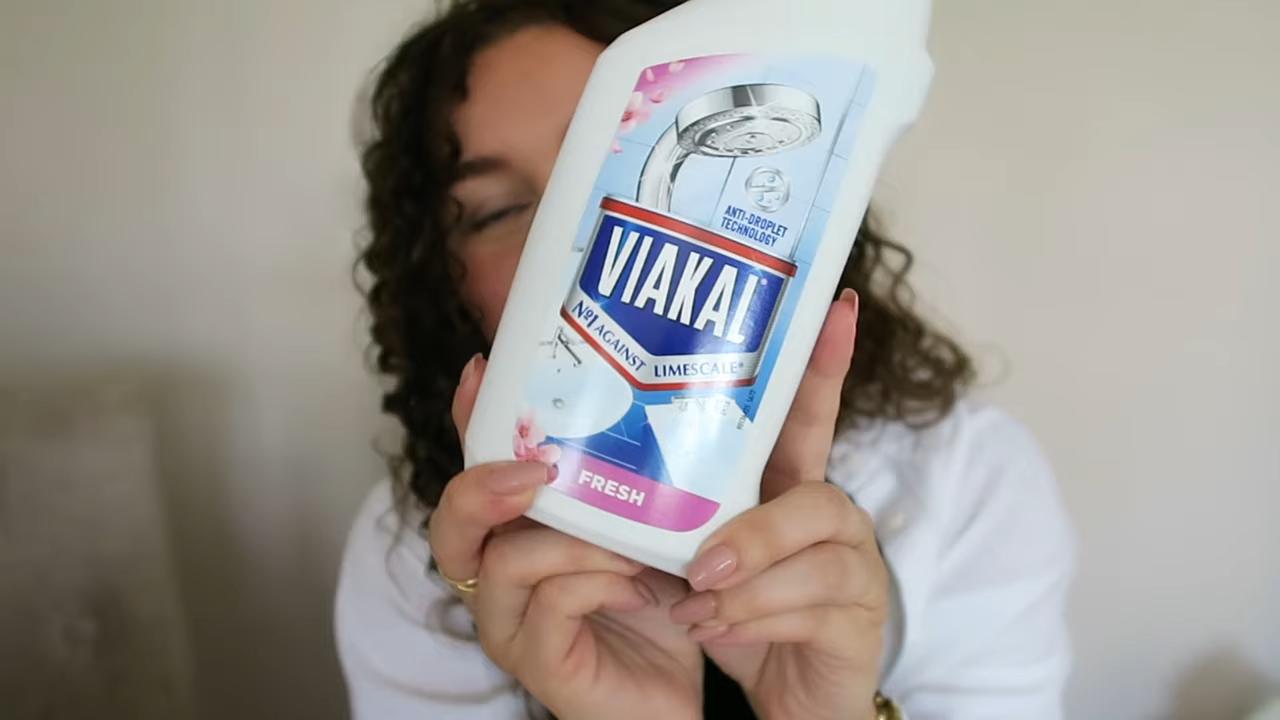 ANTI-DROPLET
TECHNOLOGY
VIAKAL®
Nº1 AGAINST LIMESCALE*
FRESH